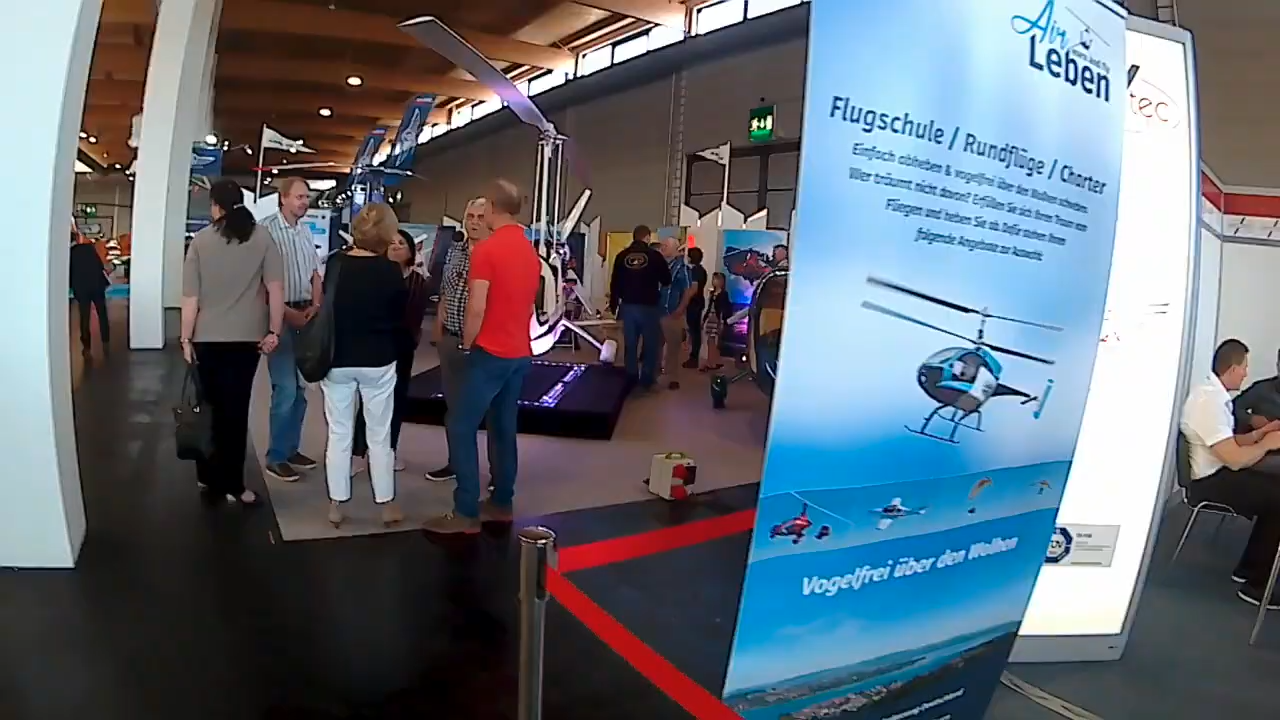 Air
Leben
tec
Flugschule / Rundflüge / Charter
Einfach abheben & vogelfrei über den Wolken schweben.
Wer träumt nicht davon? Erfüllen Sie sich Ihren Traum vom
Fliegen und heben Sie ab. Dafür stehen Ihnen
folgende Angebote zur Auswahl:
Vogelfrei über den Wolken